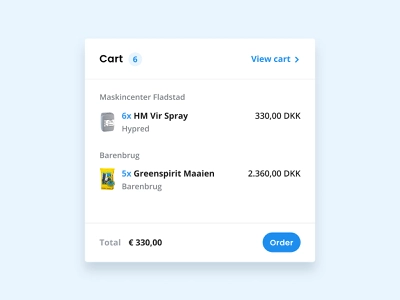 Cart 6 View cart
Maskincenter Fladstad
6x HM Vir Spray 330,00 DKK
Hypred
Barenbrug
5x Greenspirit Maaien 2.360,00 DKK
Barenbrug
Total € 330,00 Order